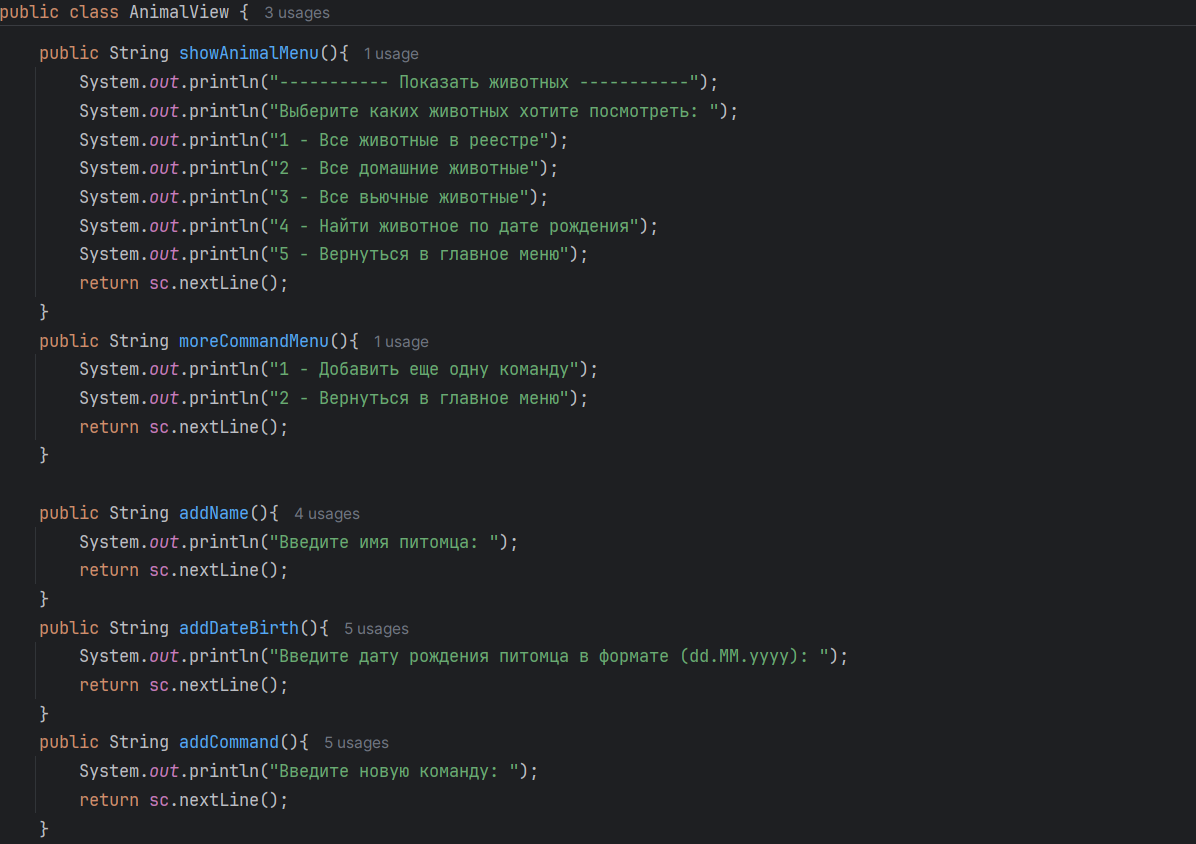 public class AnimalView {  3 usages
    public String showAnimalMenu(){  1 usage
        System.out.println("----------- Показать животных -----------");
        System.out.println("Выберите каких животных хотите посмотреть: ");
        System.out.println("1 - Все животные в реестре");
        System.out.println("2 - Все домашние животные");
        System.out.println("3 - Все вьючные животные");
        System.out.println("4 - Найти животное по дате рождения");
        System.out.println("5 - Вернуться в главное меню");
        return sc.nextLine();
    }
    public String moreCommandMenu(){  1 usage
        System.out.println("1 - Добавить еще одну команду");
        System.out.println("2 - Вернуться в главное меню");
        return sc.nextLine();
    }
    public String addName(){  4 usages
        System.out.println("Введите имя питомца: ");
        return sc.nextLine();
    }
    public String addDateBirth(){  5 usages
        System.out.println("Введите дату рождения питомца в формате (dd.MM.yyyy): ");
        return sc.nextLine();
    }
    public String addCommand(){  5 usages
        System.out.println("Введите новую команду: ");
        return sc.nextLine();
    }